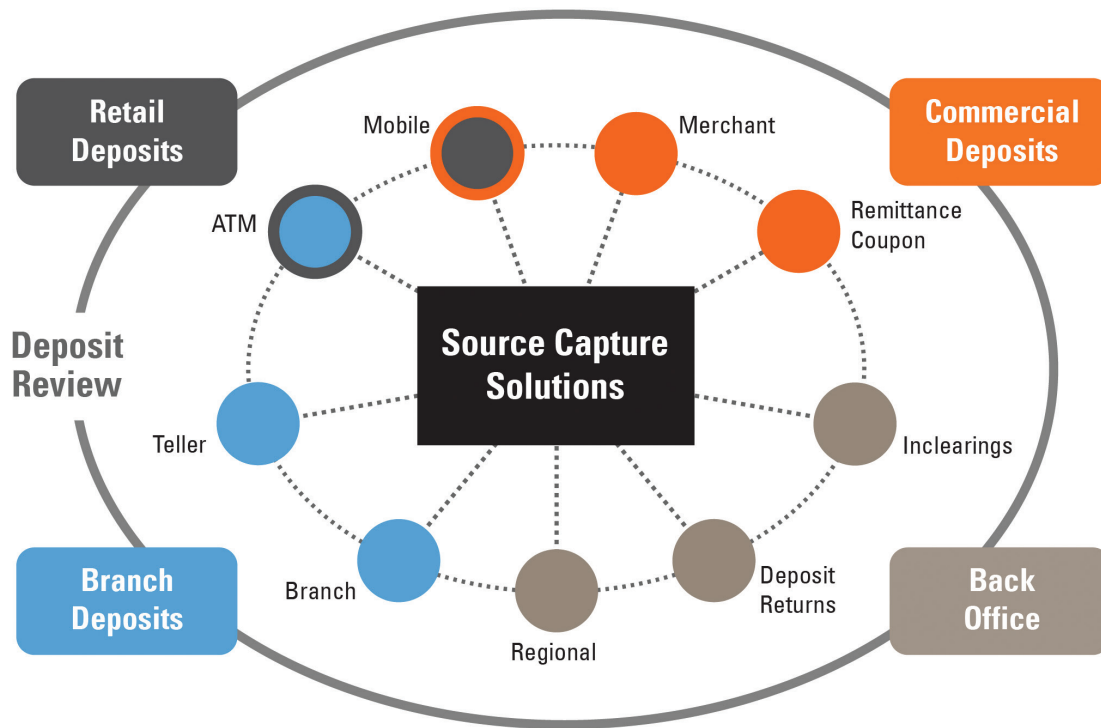 Retail
Deposits
Commercial
Deposits
Mobile
Merchant
ATM
Remittance
Coupon
Source Capture
Solutions
Deposit
Review
Teller
Inclearings
Branch
Deposit
Returns
Regional
Branch
Deposits
Back
Office